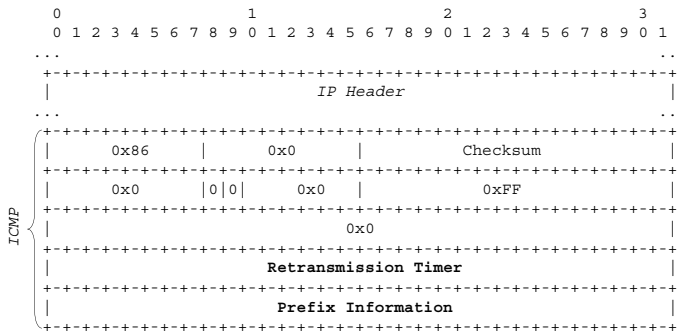 0                   1                   2                   3
0 1 2 3 4 5 6 7 8 9 0 1 2 3 4 5 6 7 8 9 0 1 2 3 4 5 6 7 8 9 0 1
... ..
+-+-+-+-+-+-+-+-+-+-+-+-+-+-+-+-+-+-+-+-+-+-+-+-+-+-+-+-+-+-+-+-+
| IP Header |
... ..
+-+-+-+-+-+-+-+-+-+-+-+-+-+-+-+-+-+-+-+-+-+-+-+-+-+-+-+-+-+-+-+-+
| 0x86 | 0x0 | Checksum |
+-+-+-+-+-+-+-+-+-+-+-+-+-+-+-+-+-+-+-+-+-+-+-+-+-+-+-+-+-+-+-+-+
| 0x0 |0|0| 0x0 | 0xFF |
+-+-+-+-+-+-+-+-+-+-+-+-+-+-+-+-+-+-+-+-+-+-+-+-+-+-+-+-+-+-+-+-+
ICMP
| 0x0 |
+-+-+-+-+-+-+-+-+-+-+-+-+-+-+-+-+-+-+-+-+-+-+-+-+-+-+-+-+-+-+-+-+
| Retransmission Timer |
+-+-+-+-+-+-+-+-+-+-+-+-+-+-+-+-+-+-+-+-+-+-+-+-+-+-+-+-+-+-+-+-+
| Prefix Information |
+-+-+-+-+-+-+-+-+-+-+-+-+-+-+-+-+-+-+-+-+-+-+-+-+-+-+-+-+-+-+-+-+